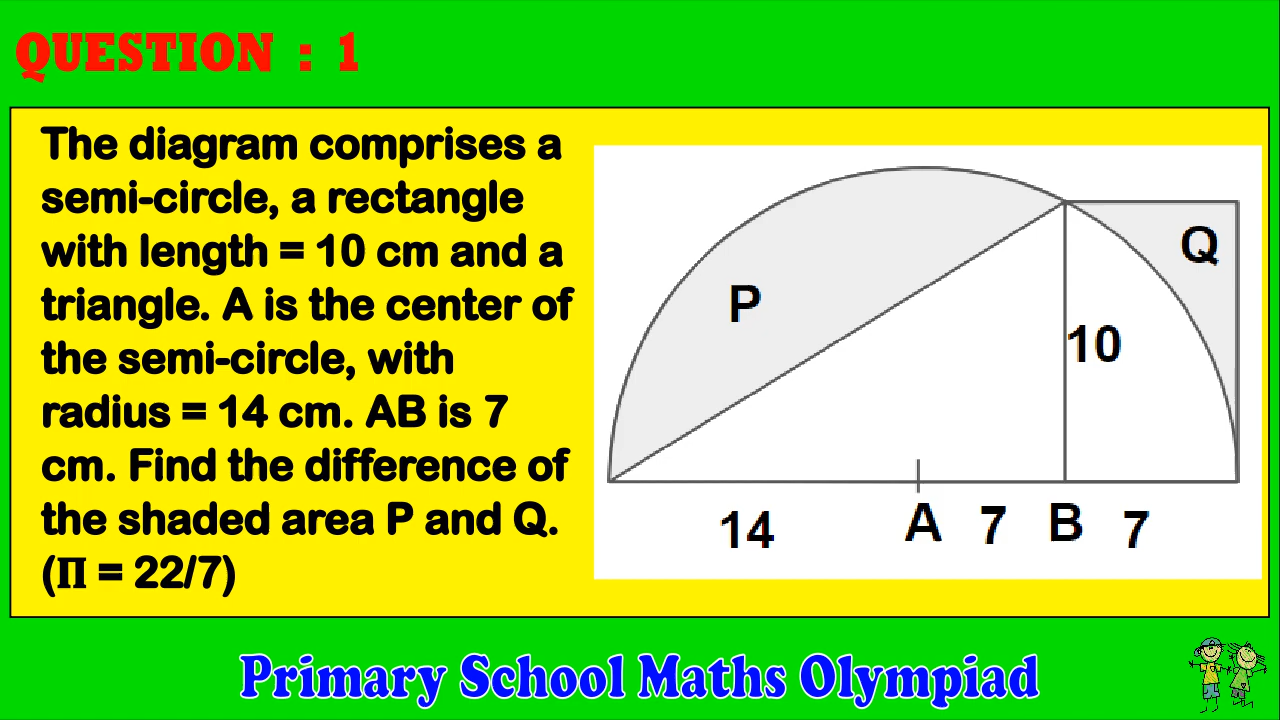 QUESTION : 1
The diagram comprises a
semi-circle, a rectangle
with length = 10 cm and a
triangle. A is the center of
the semi-circle, with
radius = 14 cm. AB is 7
cm. Find the difference of
the shaded area P and Q.
(Π = 22/7)
Q
P
10
14 A 7 B 7
Primary School Maths Olympiad